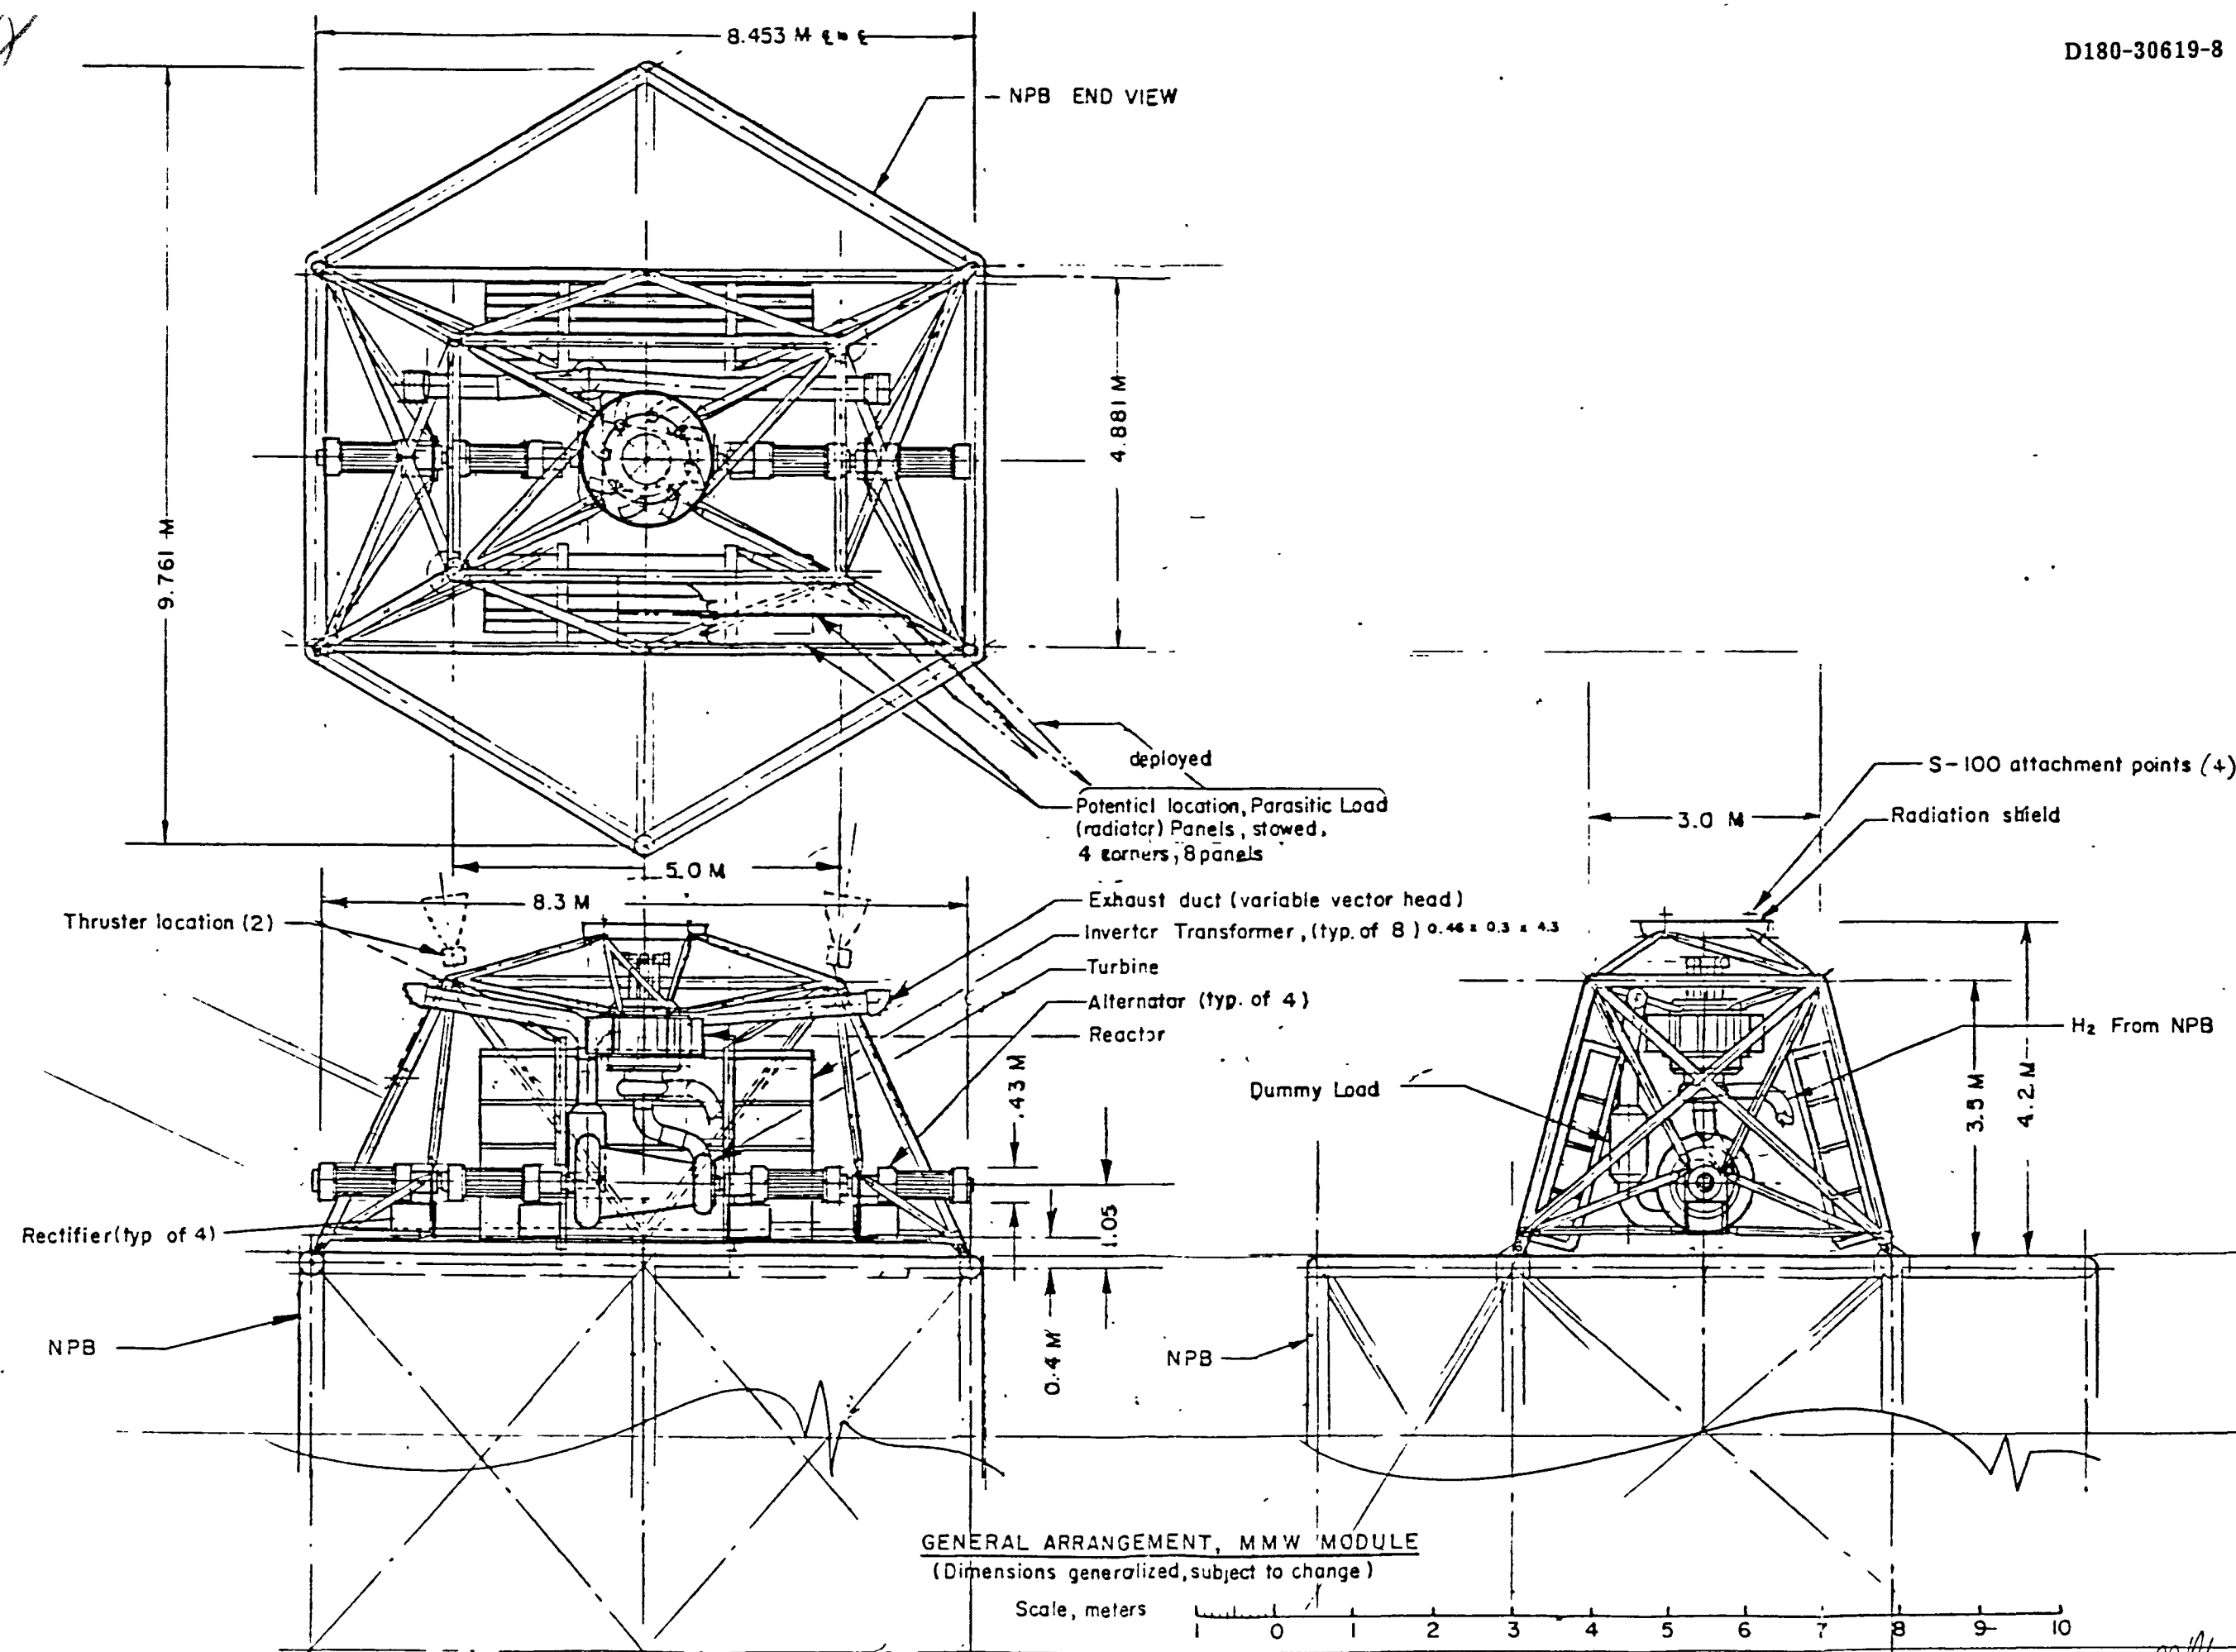 D180-30619-8
8.453 M ℄ to ℄
NPB END VIEW
9.761 M
4.881 M
deployed
Potential location, Parasitic Load
(radiator) Panels, stowed,
4 corners, 8 panels
5.0 M
8.3 M
Thruster location (2)
Exhaust duct (variable vector head)
Inverter Transformer, (typ. of 8) 0.46 x 0.3 x 4.3
Turbine
Alternator (typ. of 4)
Reactor
.43 M
1.05
0.4 M
Rectifier (typ of 4)
NPB
S-100 attachment points (4)
3.0 M
Radiation shield
H₂ From NPB
Dummy Load
3.5 M
4.2 M
NPB
GENERAL ARRANGEMENT, MMW MODULE
(Dimensions generalized, subject to change)
Scale, meters
1 0 1 2 3 4 5 6 7 8 9 10